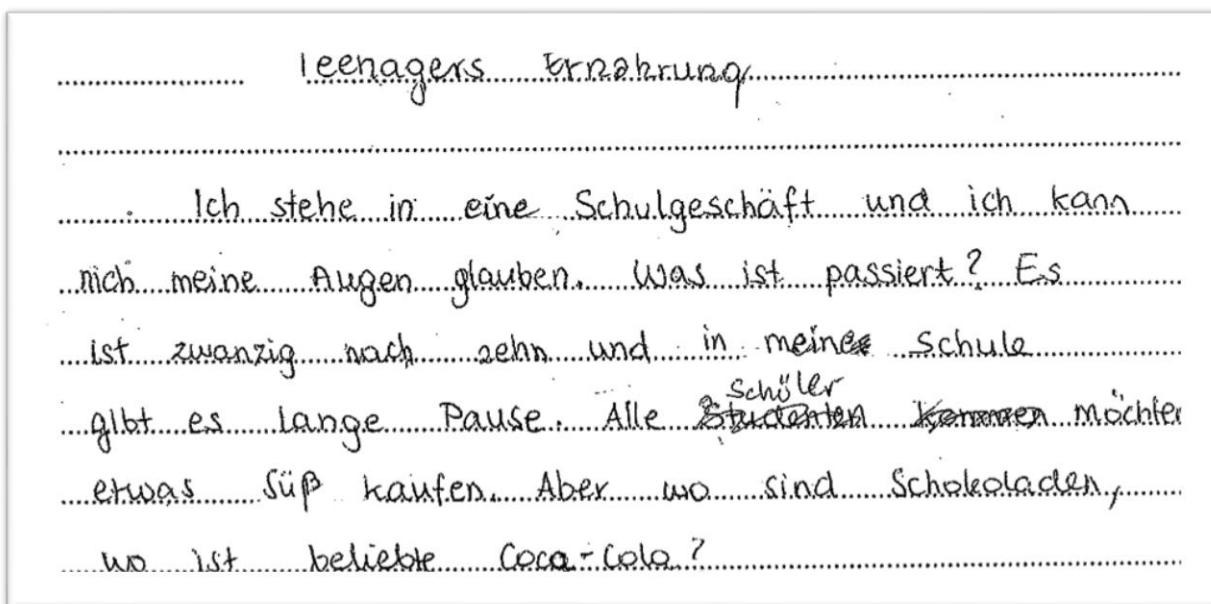 Teenagers Ernährung
Ich stehe in eine Schulgeschäft und ich kann
nich meine Augen glauben. Was ist passiert? Es
ist zwanzig nach zehn und in meine Schule
gibt es lange Pause. Alle Schüler möchten
etwas Süß kaufen. Aber wo sind Schokoladen,
wo ist beliebte Coca-Cola?